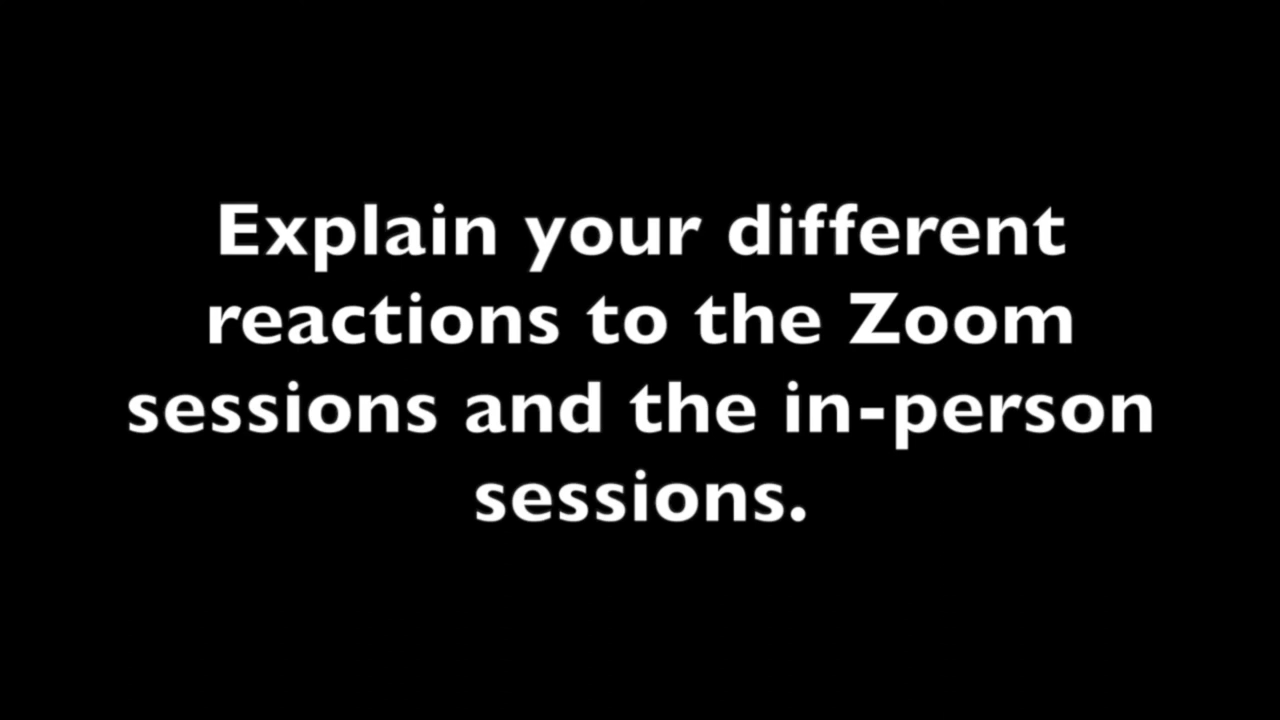 Explain your different
reactions to the Zoom
sessions and the in-person
sessions.